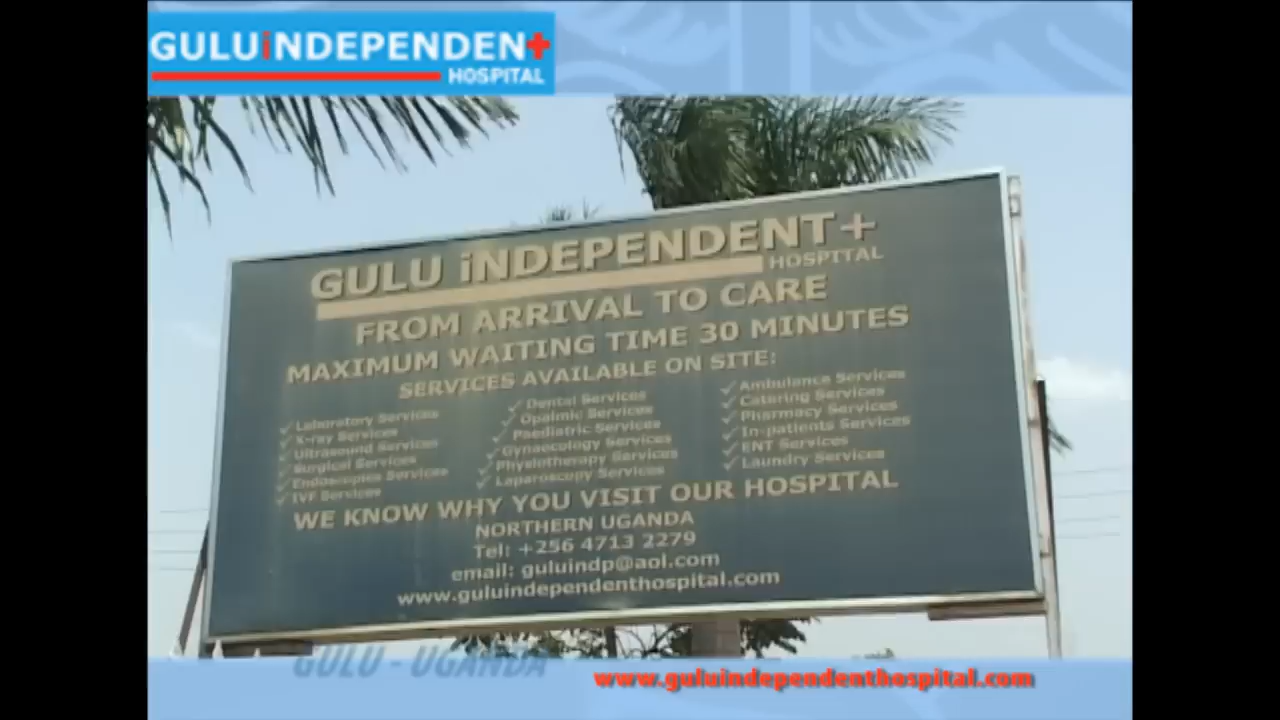 GULUiNDEPENDEN+
HOSPITAL
GULU iNDEPENDENT+
HOSPITAL
FROM ARRIVAL TO CARE
MAXIMUM WAITING TIME 30 MINUTES
SERVICES AVAILABLE ON SITE:
✓ Laboratory Services
✓ X-ray Services
✓ Ultrasound Services
✓ Surgical Services
✓ Endoscopies Services
✓ IVF Services
✓ Dental Services
✓ Opalmic Services
✓ Paediatric Services
✓ Gynaecology Services
✓ Physiotherapy Services
✓ Laparoscopy Services
✓ Ambulance Services
✓ Catering Services
✓ Pharmacy Services
✓ In-patients Services
✓ ENT Services
✓ Laundry Services
WE KNOW WHY YOU VISIT OUR HOSPITAL
NORTHERN UGANDA
Tel: +256 4713 2279
email: guluindp@aol.com
www.guluindependenthospital.com
GULU - UGANDA
www.guluindependenthospital.com